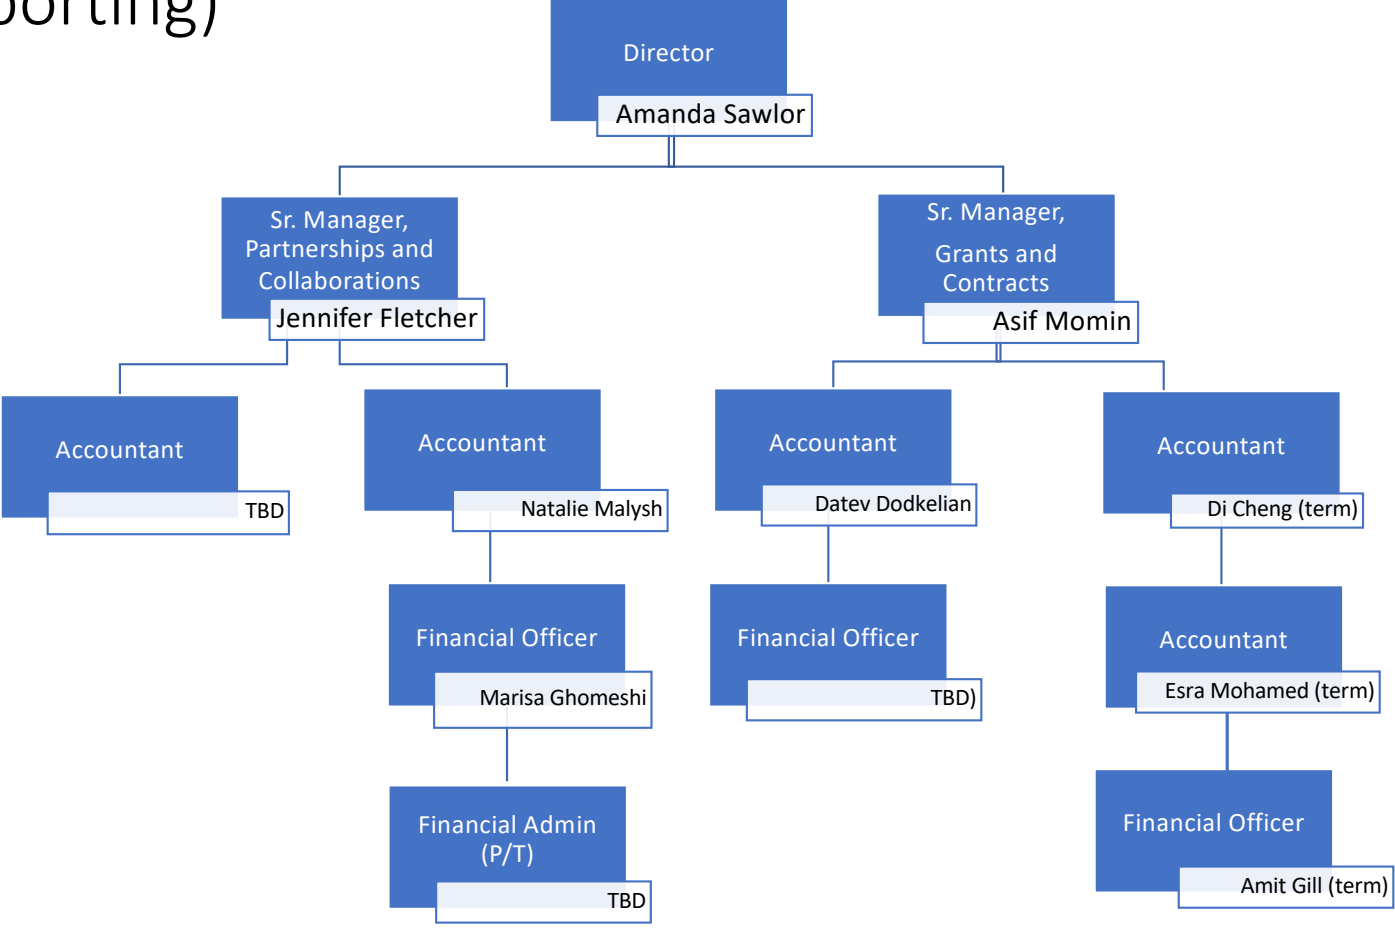 Director
Amanda Sawlor
Sr. Manager,
Partnerships and
Collaborations
Jennifer Fletcher
Sr. Manager,
Grants and
Contracts
Asif Momin
Accountant
TBD
Accountant
Natalie Malysh
Accountant
Datev Dodkelian
Accountant
Di Cheng (term)
Financial Officer
Marisa Ghomeshi
Financial Officer
TBD)
Accountant
Esra Mohamed (term)
Financial Admin
(P/T)
TBD
Financial Officer
Amit Gill (term)